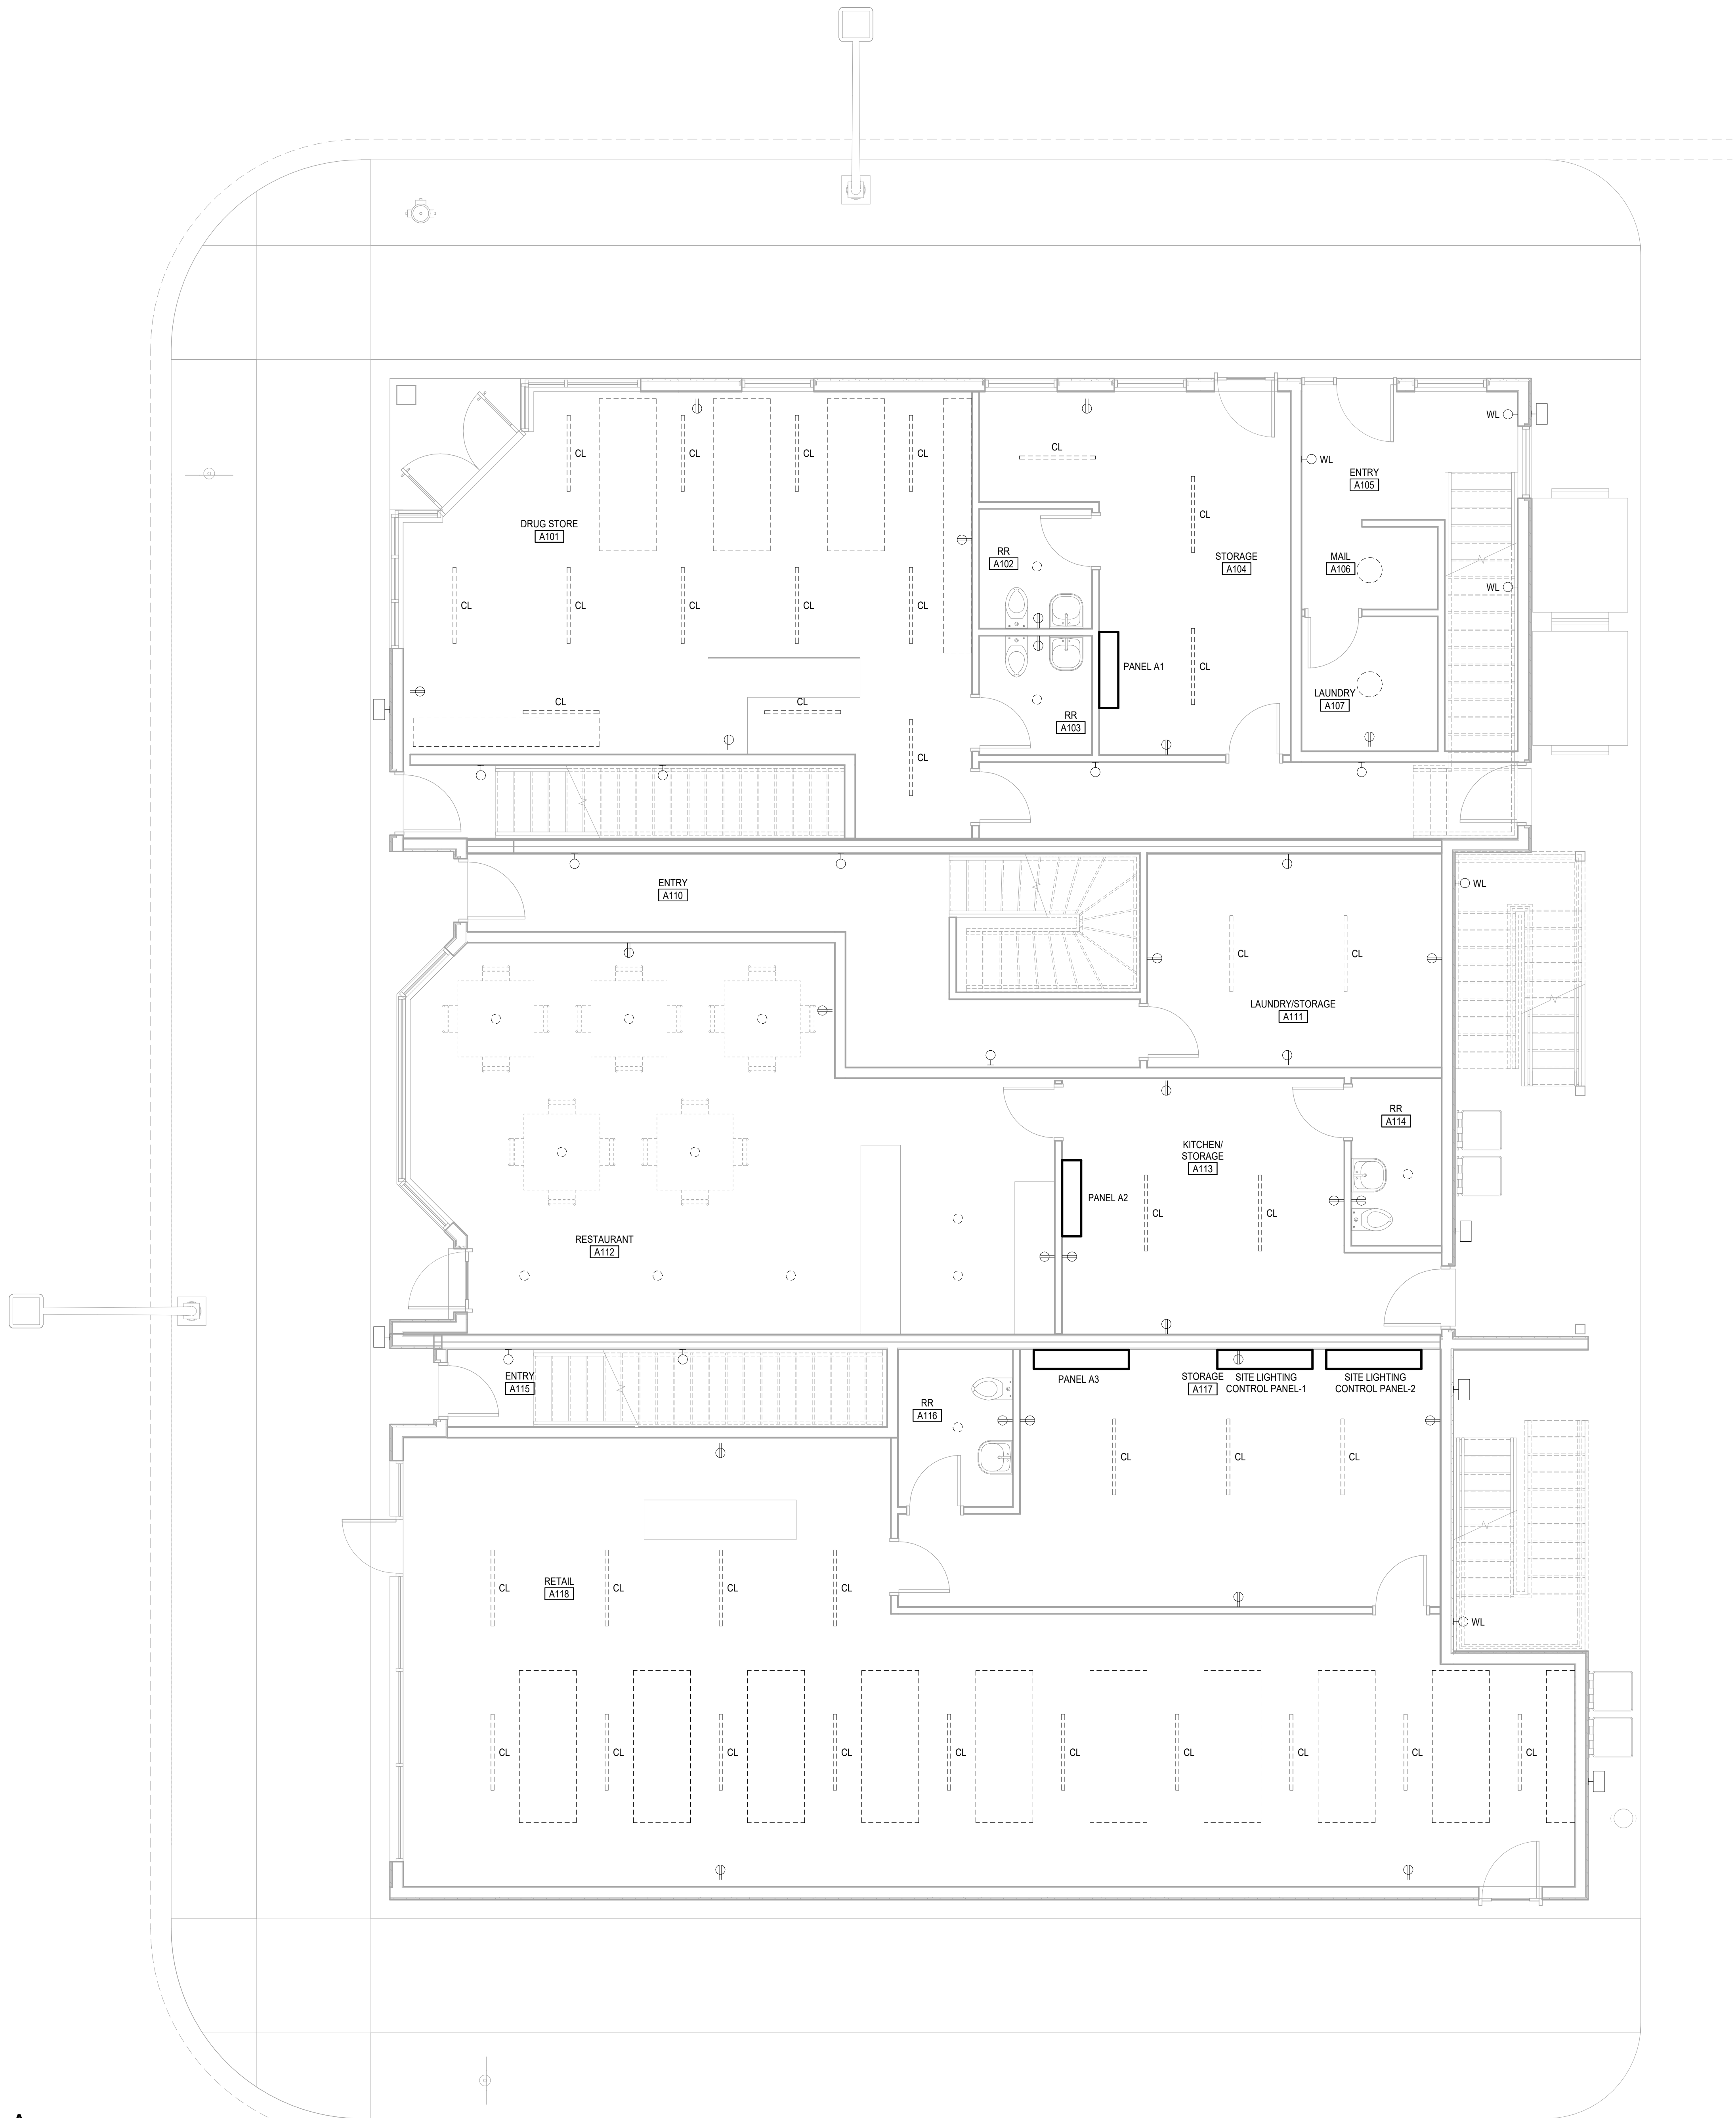 WL
CL
CL
CL
CL
CL
WL
ENTRY
A105
CL
DRUG STORE
A101
RR
A102
STORAGE
A104
MAIL
A106
WL
CL
CL
CL
CL
CL
PANEL A1
CL
LAUNDRY
A107
CL
CL
RR
A103
CL
ENTRY
A110
WL
CL
CL
LAUNDRY/STORAGE
A111
RR
A114
KITCHEN/
STORAGE
A113
PANEL A2
CL
CL
RESTAURANT
A112
ENTRY
A115
PANEL A3
STORAGE
A117
SITE LIGHTING
CONTROL PANEL-1
SITE LIGHTING
CONTROL PANEL-2
RR
A116
CL
CL
CL
RETAIL
A118
CL
CL
CL
CL
WL
CL
CL
CL
CL
CL
CL
CL
CL
CL
CL